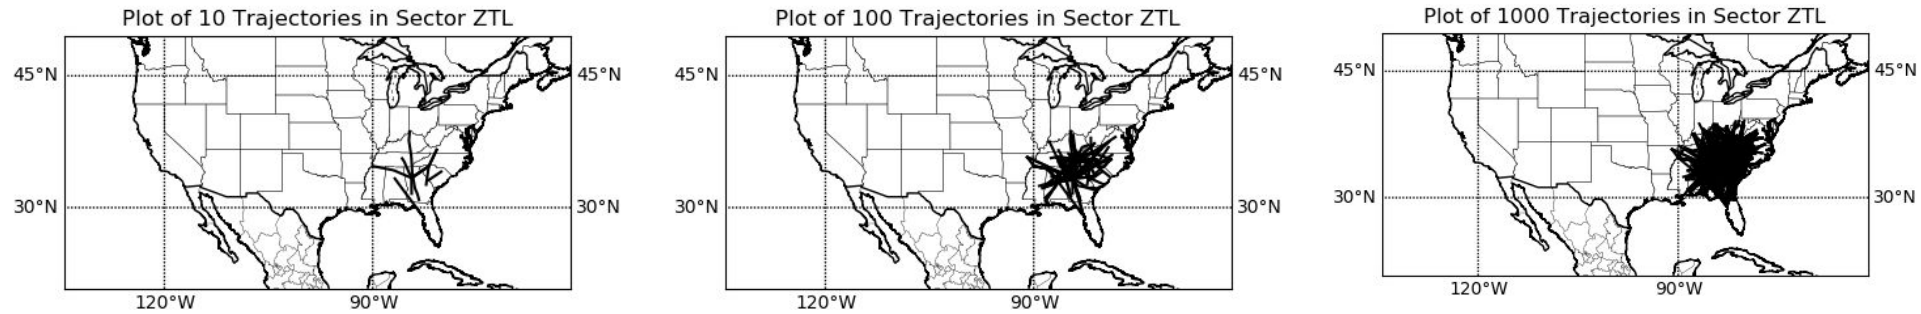 Plot of 10 Trajectories in Sector ZTL
45°N
45°N
30°N
30°N
120°W
90°W
Plot of 100 Trajectories in Sector ZTL
45°N
45°N
30°N
30°N
120°W
90°W
Plot of 1000 Trajectories in Sector ZTL
45°N
45°N
30°N
30°N
120°W
90°W